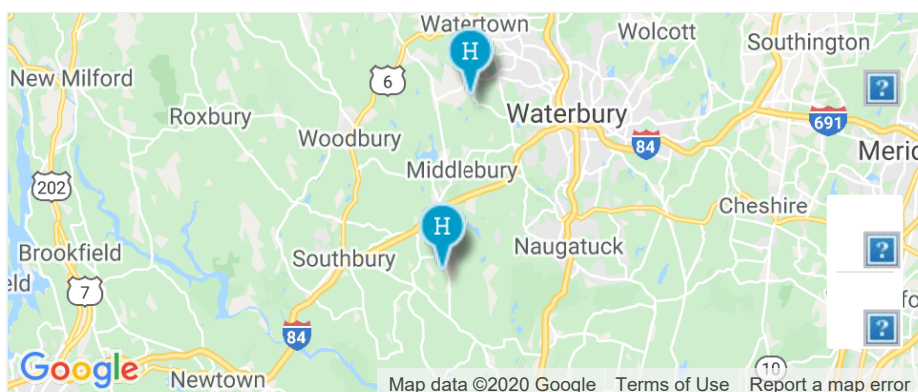 Watertown
Wolcott
Southington
H
New Milford
6
?
Roxbury
Waterbury
691
Woodbury
84
Meric
Middlebury
202
Cheshire
H
Brookfield
Southbury
Naugatuck
?
eld
7
84
?
Google
Newtown
10
Map data ©2020 Google Terms of Use Report a map error